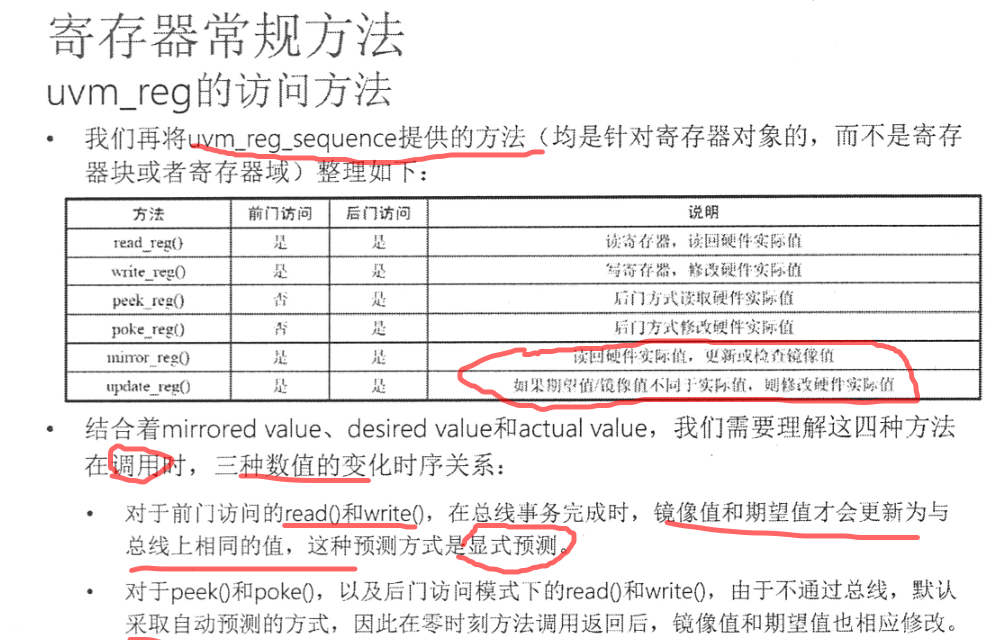 寄存器常规方法
uvm_reg的访问方法
• 我们再将uvm_reg_sequence提供的方法（均是针对寄存器对象的，而不是寄存
器块或者寄存器域）整理如下：
方法 前门访问 后门访问 说明
read_reg() 是 是 读寄存器，读回硬件实际值
write_reg() 是 是 写寄存器，修改硬件实际值
peek_reg() 否 是 后门方式读取硬件实际值
poke_reg() 否 是 后门方式修改硬件实际值
mirror_reg() 是 是 读回硬件实际值，更新或检查镜像值
update_reg() 是 是 如果期望值/镜像值不同于实际值，则修改硬件实际值
• 结合着mirrored value、desired value和actual value，我们需要理解这四种方法
在调用时，三种数值的变化时序关系：
• 对于前门访问的read()和write()，在总线事务完成时，镜像值和期望值才会更新为与
总线上相同的值，这种预测方式是显式预测。
• 对于peek()和poke()，以及后门访问模式下的read()和write()，由于不通过总线，默认
采取自动预测的方式，因此在零时刻方法调用返回后，镜像值和期望值也相应修改。